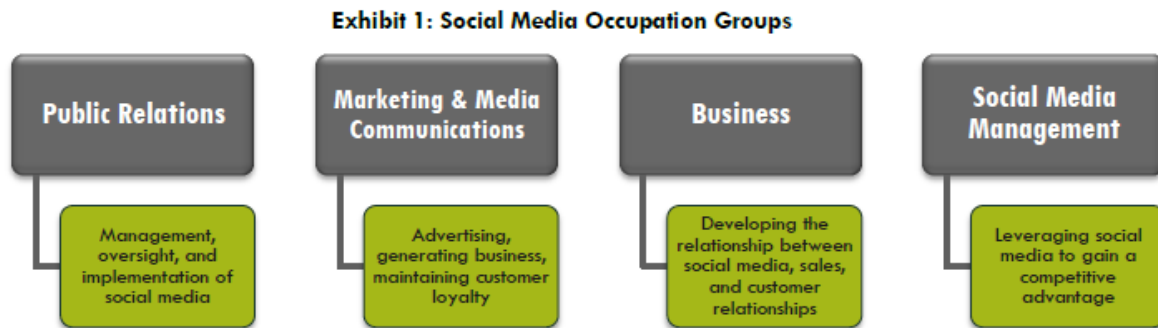 Exhibit 1: Social Media Occupation Groups
Public Relations
Management,
oversight, and
implementation of
social media
Marketing & Media
Communications
Advertising,
generating business,
maintaining customer
loyalty
Business
Developing the
relationship between
social media, sales,
and customer
relationships
Social Media
Management
Leveraging social
media to gain a
competitive
advantage